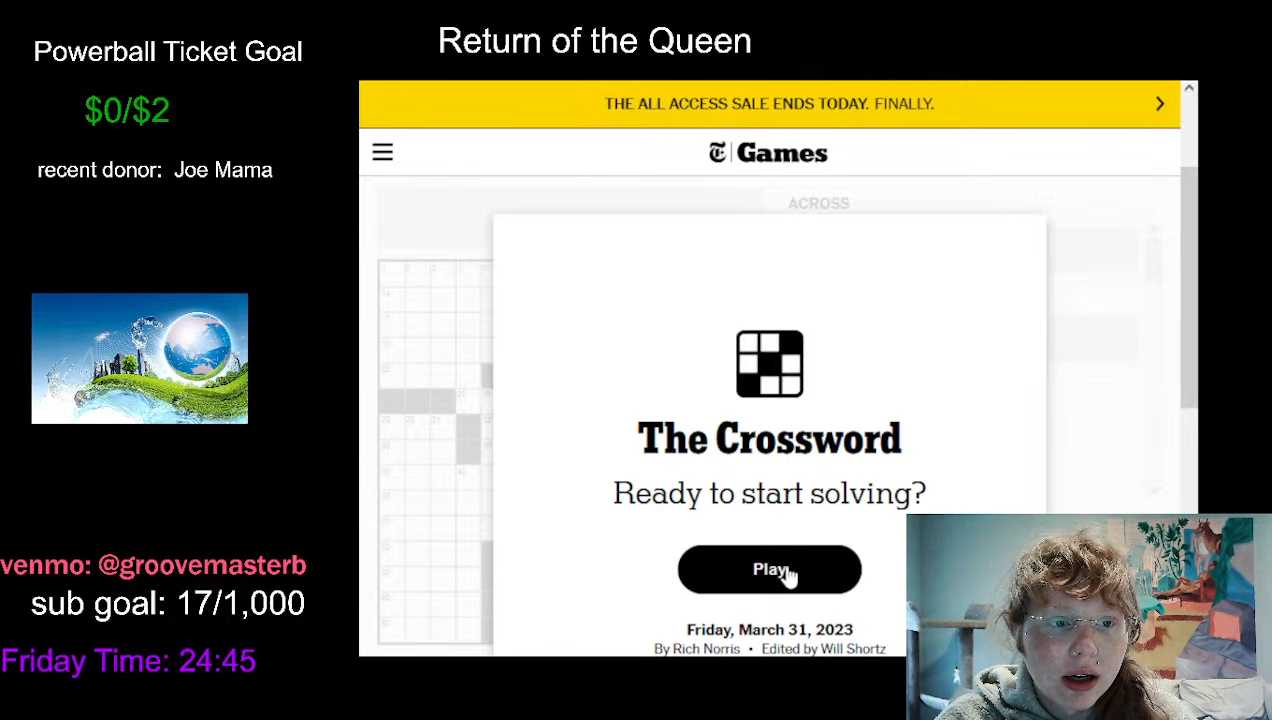 Powerball Ticket Goal
$0/$2
recent donor: Joe Mama
venmo: @groovemasterb
sub goal: 17/1,000
Friday Time: 24:45
Return of the Queen
THE ALL ACCESS SALE ENDS TODAY. FINALLY.
T Games
ACROSS
The Crossword
Ready to start solving?
Play
Friday, March 31, 2023
By Rich Norris • Edited by Will Shortz